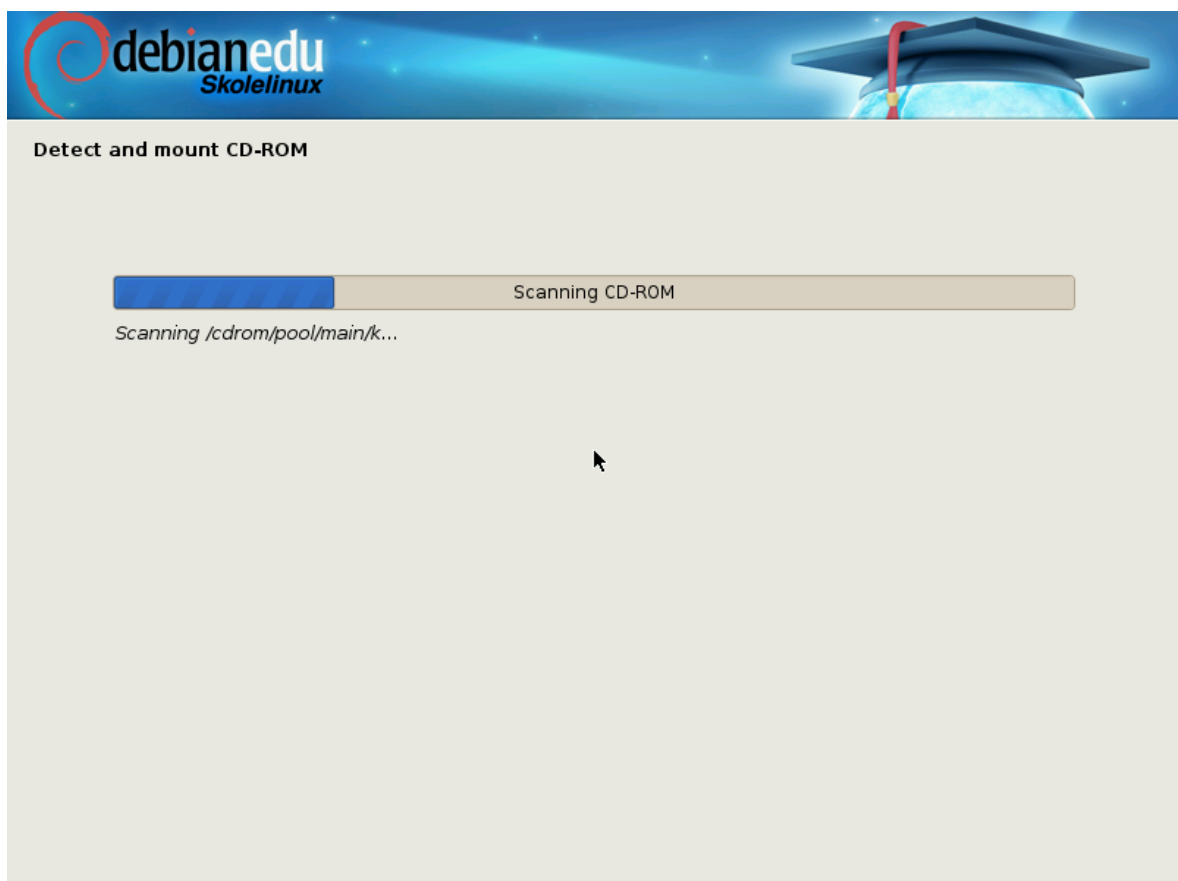 debianedu
Skolelinux
Detect and mount CD-ROM
Scanning CD-ROM
Scanning /cdrom/pool/main/k...